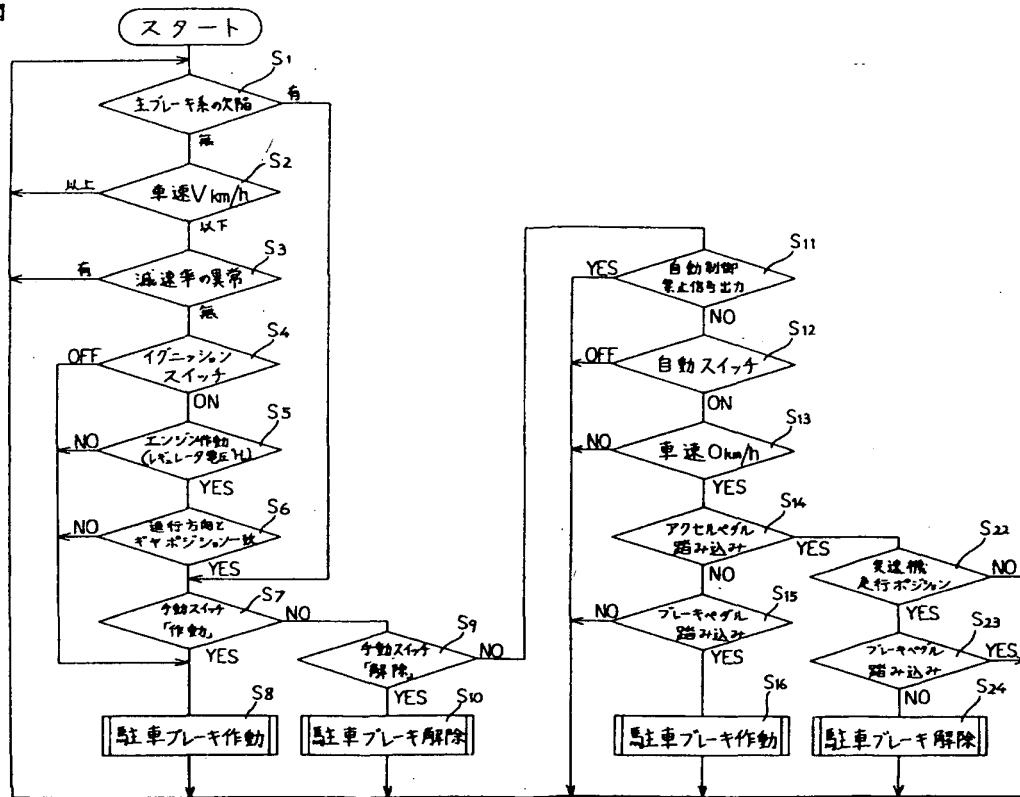 スタート
S1
主ブレーキ系の欠陥
有
無
S2
車速Vkm/h
以上
以下
S3
減速率の異常
有
無
S4
イグニッション
スイッチ
OFF
ON
S5
エンジン作動
(レギュレータ電圧Hi)
NO
YES
S6
進行方向と
ギヤポジション一致
NO
YES
S7
手動スイッチ
「作動」
NO
YES
S8
駐車ブレーキ作動
S9
手動スイッチ
「解除」
NO
YES
S10
駐車ブレーキ解除
S11
自動制御
禁止信号出力
YES
NO
S12
自動スイッチ
OFF
ON
S13
車速0km/h
NO
YES
S14
アクセルペダル
踏み込み
YES
NO
S15
ブレーキペダル
踏み込み
NO
YES
S16
駐車ブレーキ作動
S22
変速機
走行ポジション
NO
YES
S23
ブレーキペダル
踏み込み
YES
NO
S24
駐車ブレーキ解除